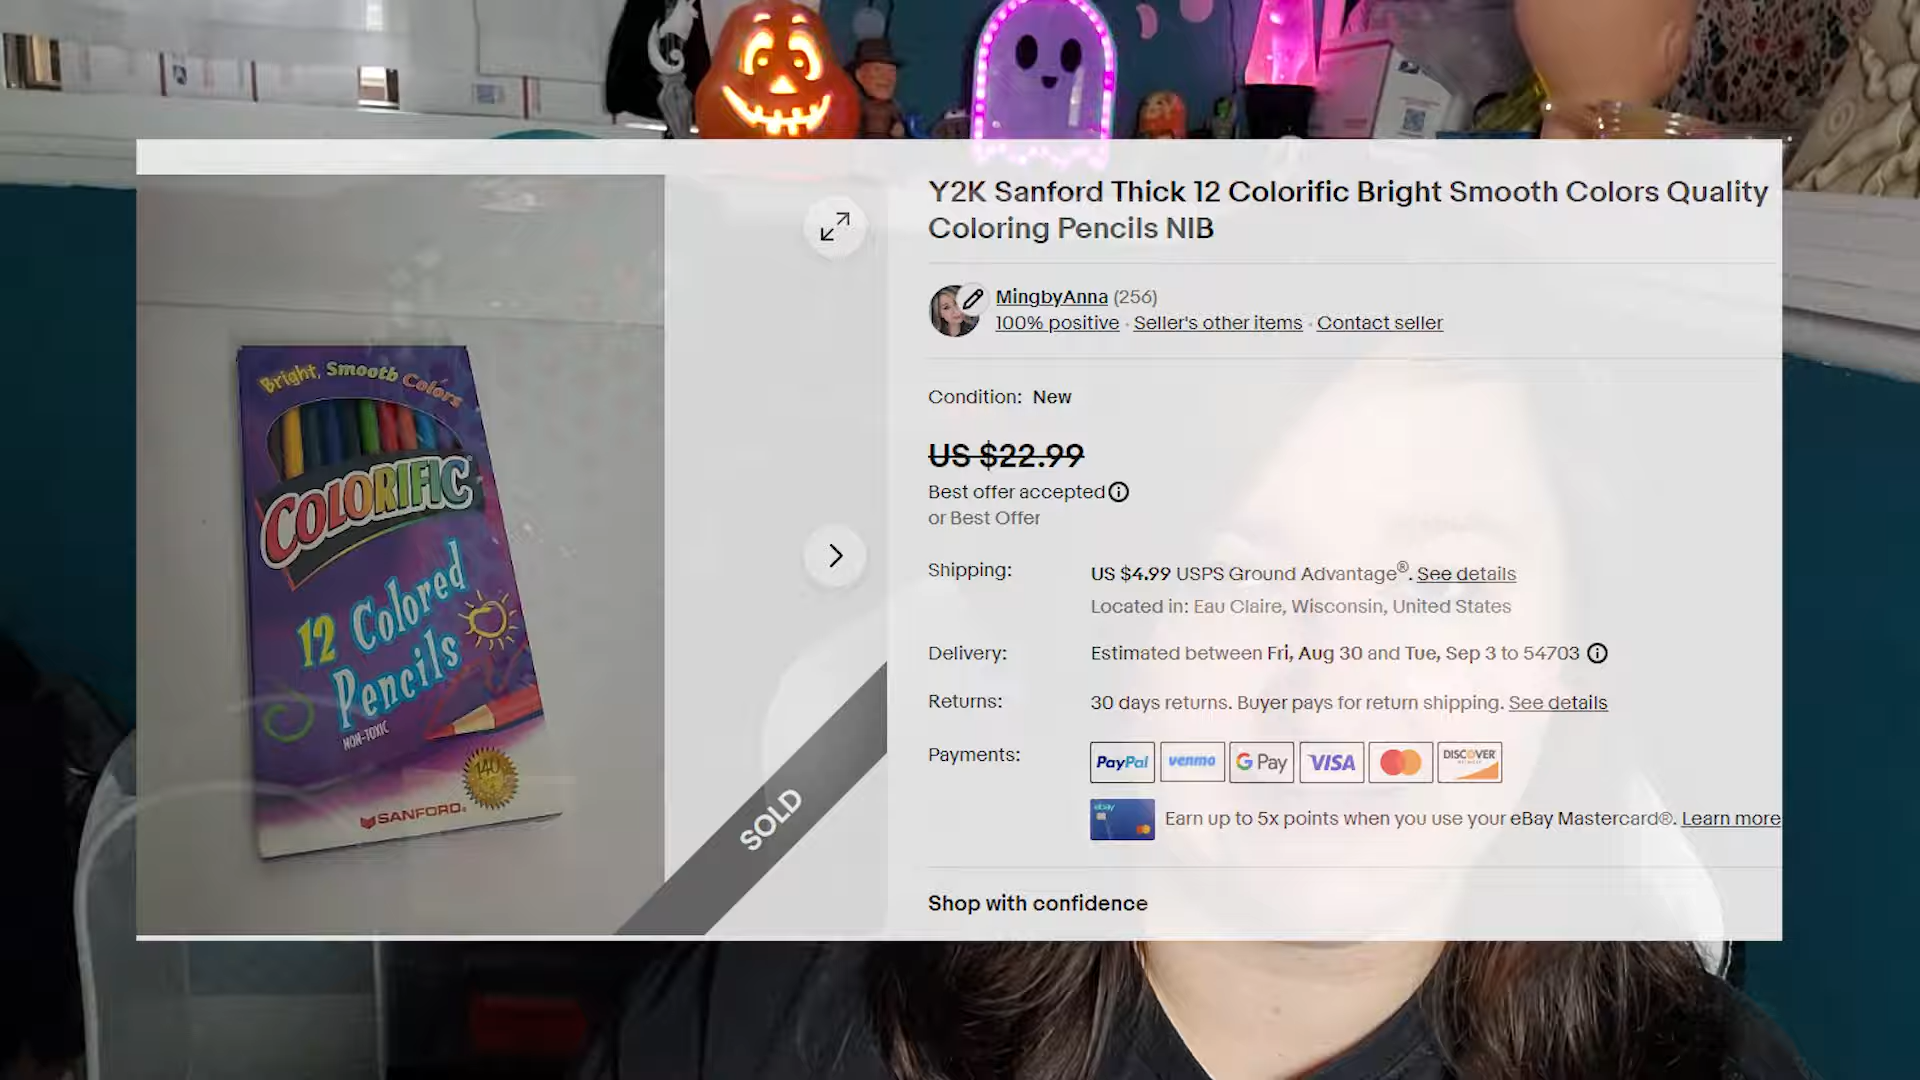 Y2K Sanford Thick 12 Colorific Bright Smooth Colors Quality
Coloring Pencils NIB
MingbyAnna (256)
100% positive · Seller's other items · Contact seller
Condition: New
US $22.99
Best offer accepted
or Best Offer
Shipping: US $4.99 USPS Ground Advantage®. See details
Located in: Eau Claire, Wisconsin, United States
Delivery: Estimated between Fri, Aug 30 and Tue, Sep 3 to 54703
Returns: 30 days returns. Buyer pays for return shipping. See details
Payments: PayPal venmo G Pay VISA DISCOVER
ebay
Earn up to 5x points when you use your eBay Mastercard®. Learn more
Shop with confidence
SOLD
Bright, Smooth Colors
COLORIFIC
12 Colored
Pencils
NON-TOXIC
140
SANFORD